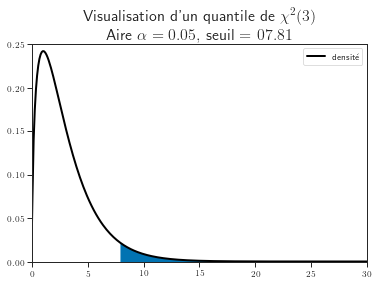 Visualisation d'un quantile de χ²(3)
Aire α = 0.05, seuil = 07.81
densité
0.25
0.20
0.15
0.10
0.05
0.00
0 5 10 15 20 25 30